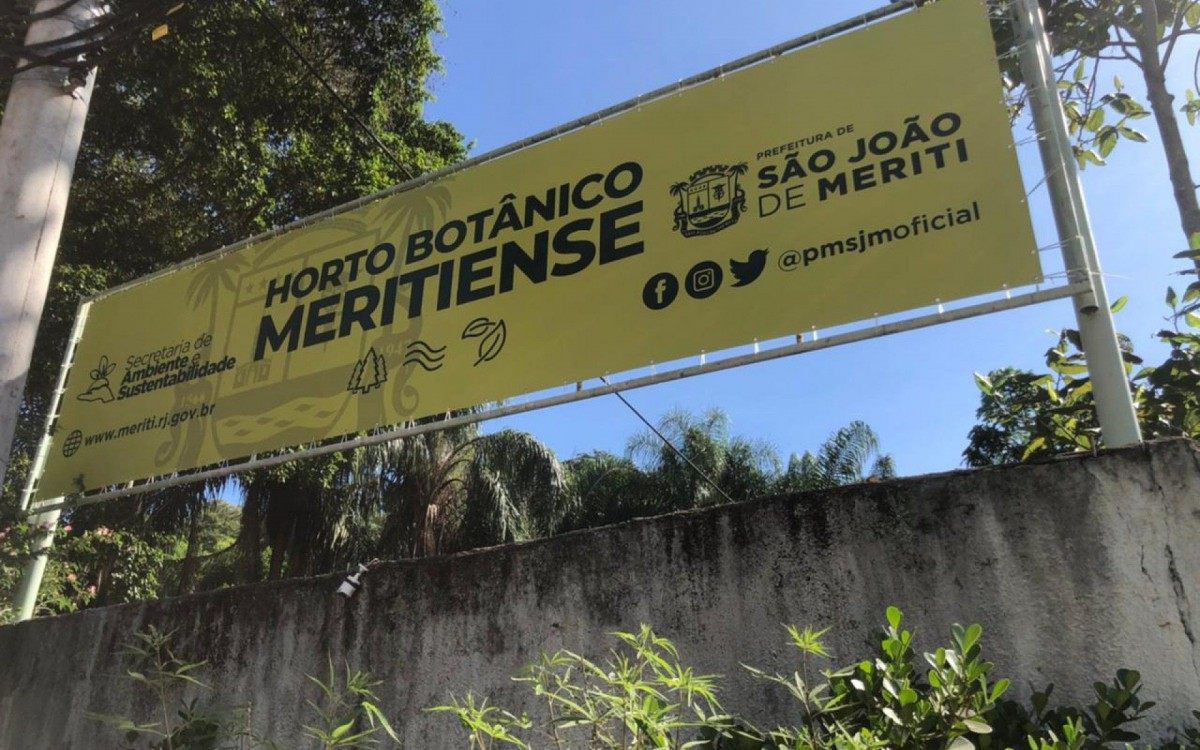 HORTO BOTÂNICO
MERITIENSE
Secretaria de
Ambiente e
Sustentabilidade
www.meriti.rj.gov.br
PREFEITURA DE
SÃO JOÃO
DE MERITI
@pmsjmoficial